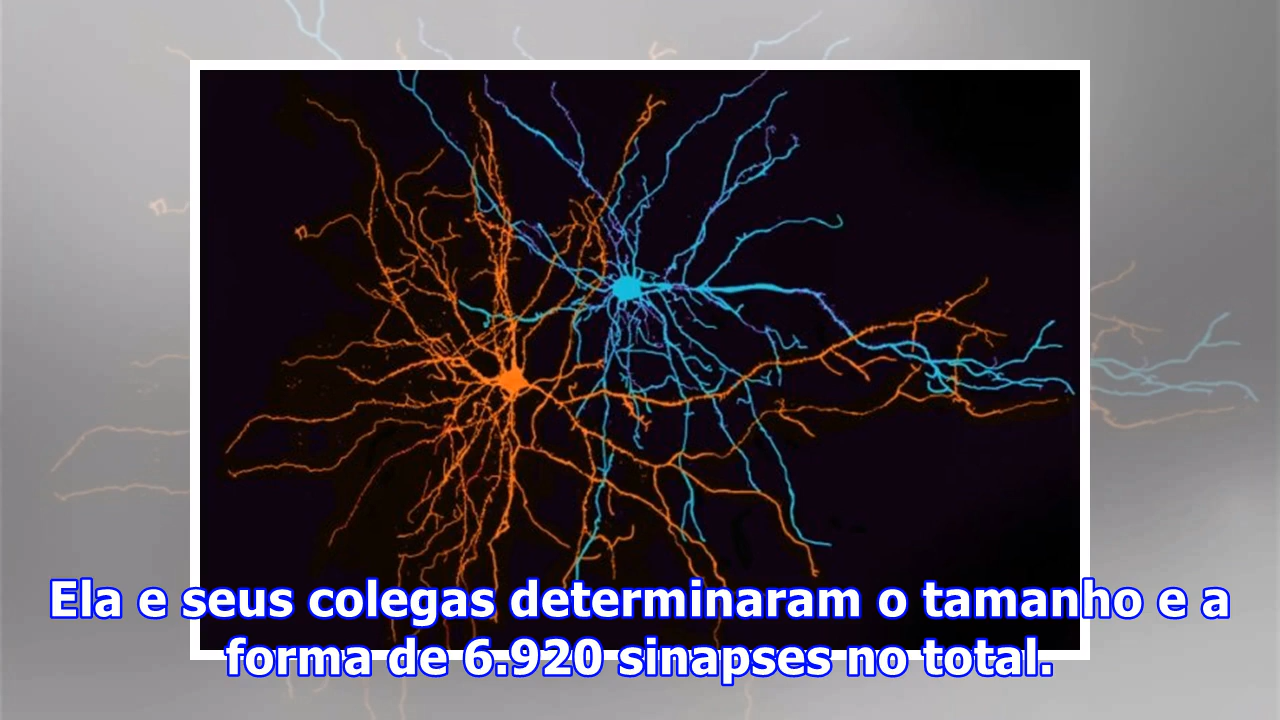 Ela e seus colegas determinaram o tamanho e a
forma de 6.920 sinapses no total.